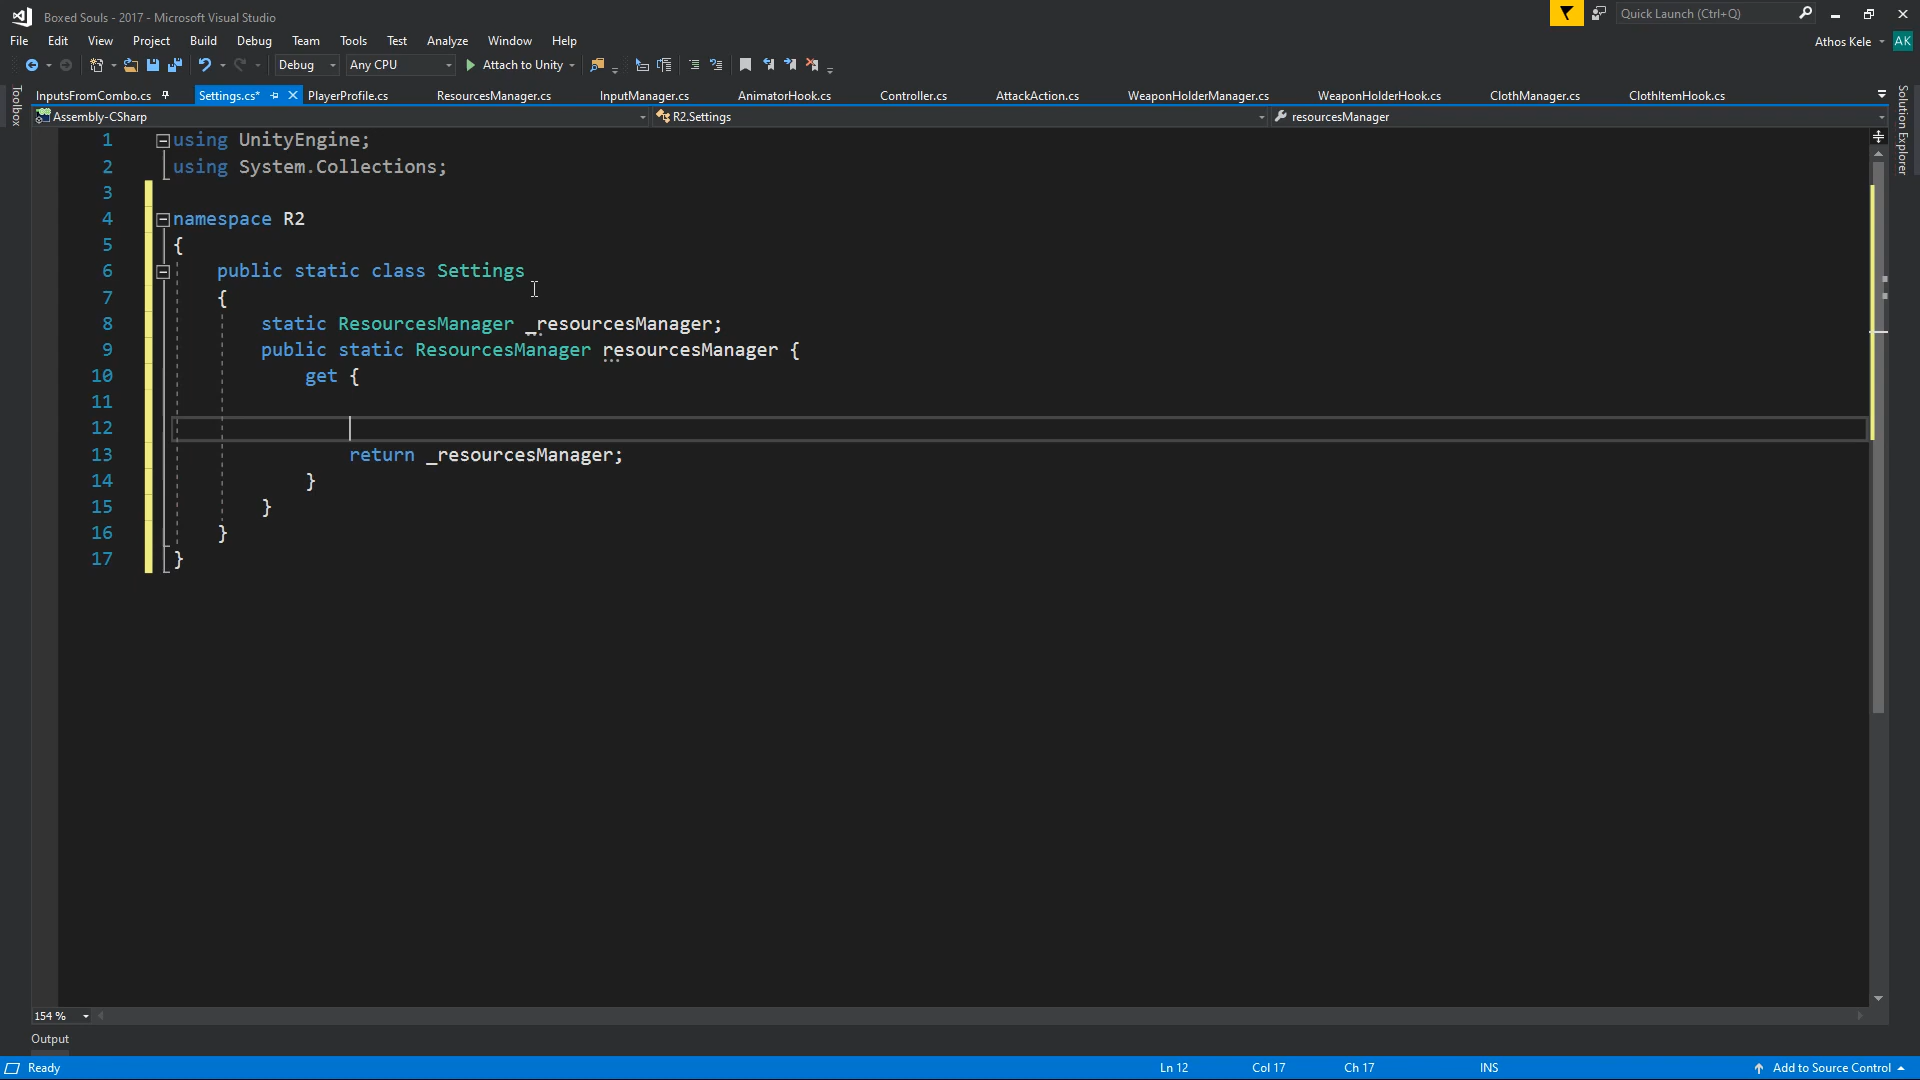 Boxed Souls - 2017 - Microsoft Visual Studio
Quick Launch (Ctrl+Q)
File Edit View Project Build Debug Team Tools Test Analyze Window Help
Athos Kele AK
Debug Any CPU Attach to Unity
Toolbox
InputsFromCombo.cs Settings.cs* PlayerProfile.cs ResourcesManager.cs InputManager.cs AnimatorHook.cs Controller.cs AttackAction.cs WeaponHolderManager.cs WeaponHolderHook.cs ClothManager.cs ClothItemHook.cs
Solution Explorer
Assembly-CSharp R2.Settings resourcesManager
1 using UnityEngine;
2 using System.Collections;
3
4 namespace R2
5 {
6 public static class Settings
7 {
8 static ResourcesManager _resourcesManager;
9 public static ResourcesManager resourcesManager {
10 get {
11
12
13 return _resourcesManager;
14 }
15 }
16 }
17 }
154 %
Output
Ready Ln 12 Col 17 Ch 17 INS Add to Source Control